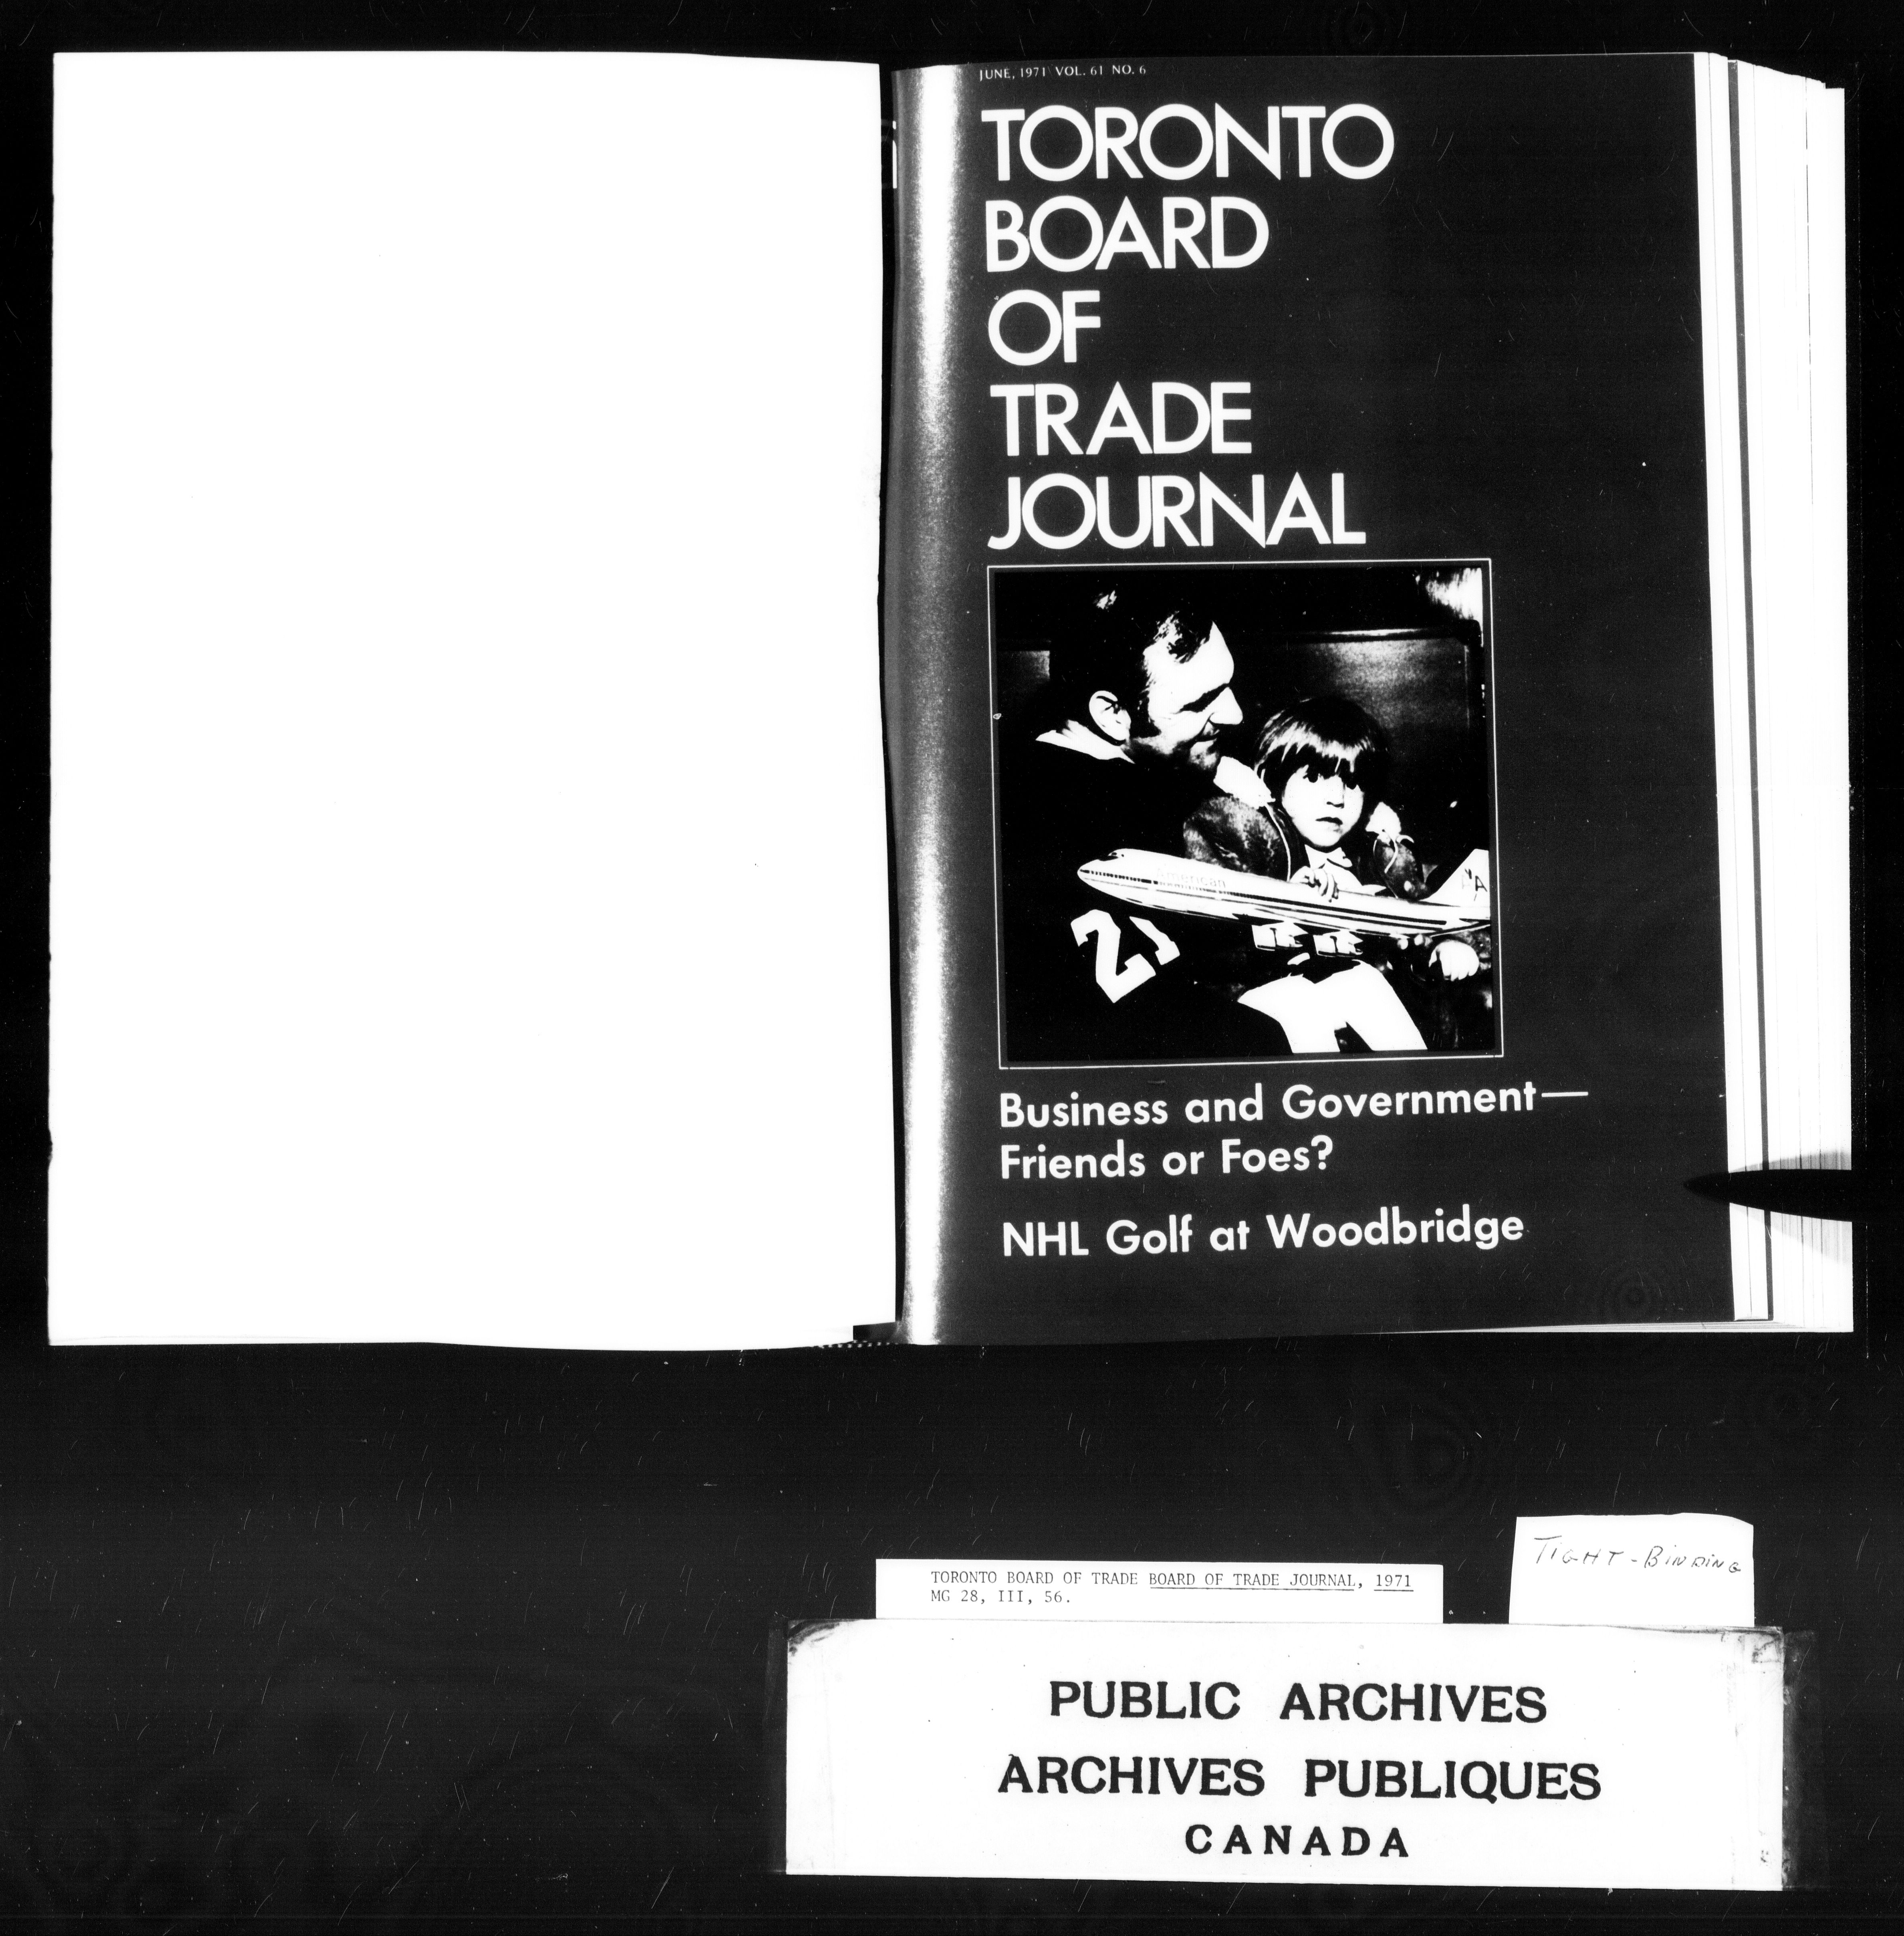 JUNE, 1971 VOL. 61 NO. 6
TORONTO
BOARD
OF
TRADE
JOURNAL
American
21
Business and Government—
Friends or Foes?
NHL Golf at Woodbridge
TIGHT-BINDING
TORONTO BOARD OF TRADE BOARD OF TRADE JOURNAL, 1971
MG 28, III, 56.
PUBLIC ARCHIVES
ARCHIVES PUBLIQUES
CANADA